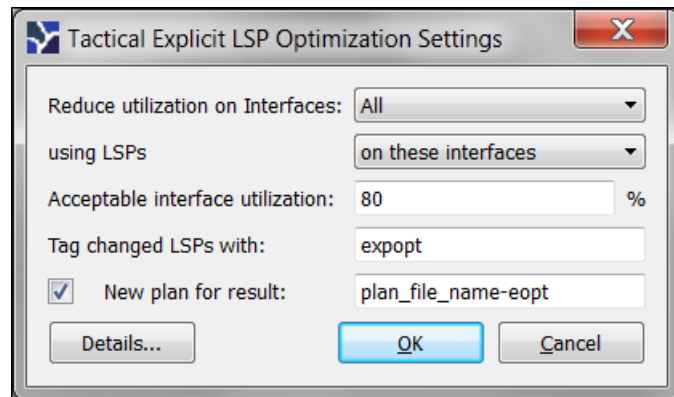 Tactical Explicit LSP Optimization Settings
Reduce utilization on Interfaces: All
using LSPs on these interfaces
Acceptable interface utilization: 80 %
Tag changed LSPs with: expopt
New plan for result: plan_file_name-eopt
Details... OK Cancel